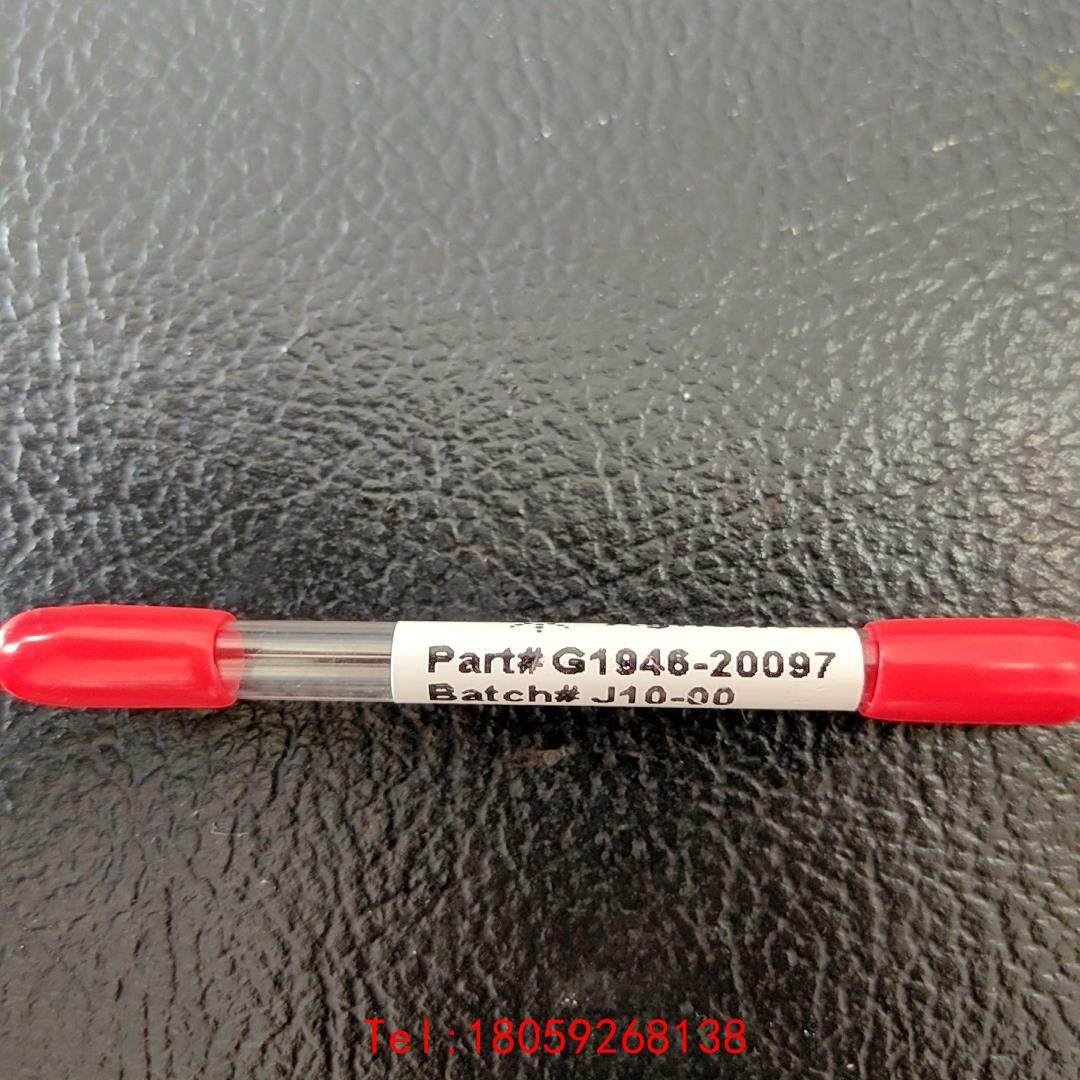 Part# G1946-20097
Batch# J10-00
Tel:18059268138